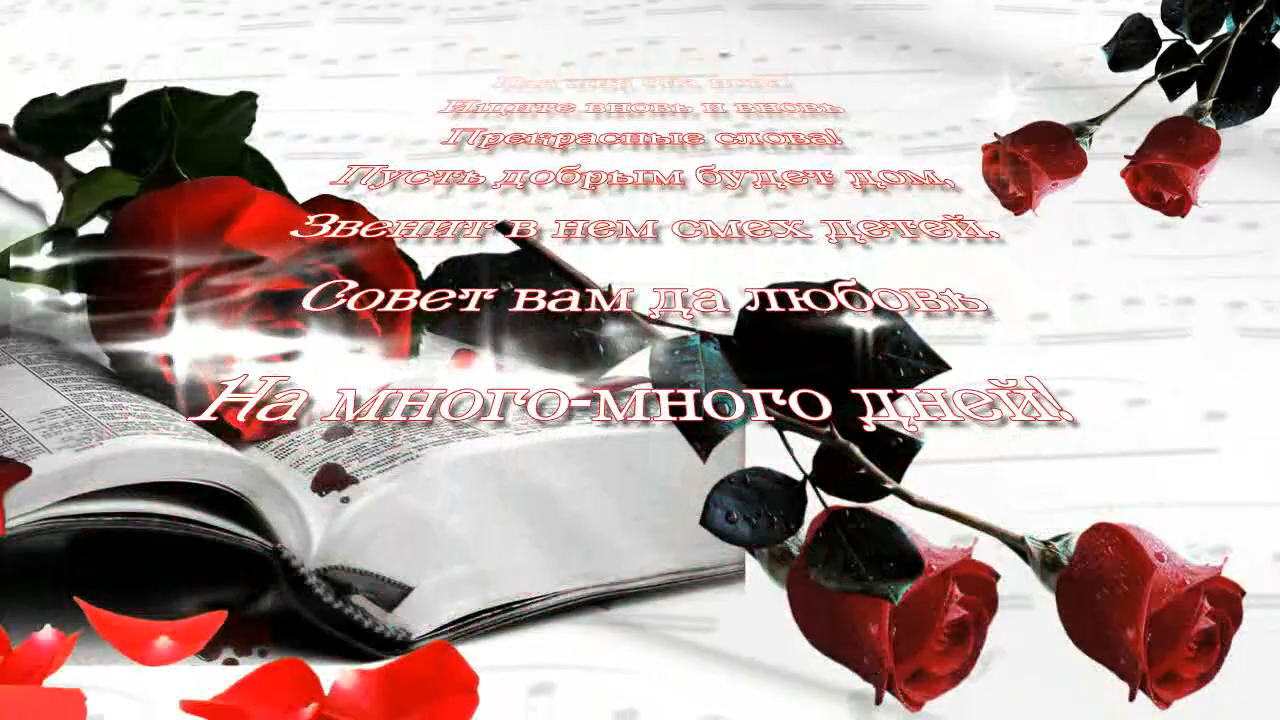 Ищите вновь и вновь
Прекрасные слова!
Пусть добрым будет дом,
Звенит в нем смех детей.
Совет вам да любовь
На много-много дней!